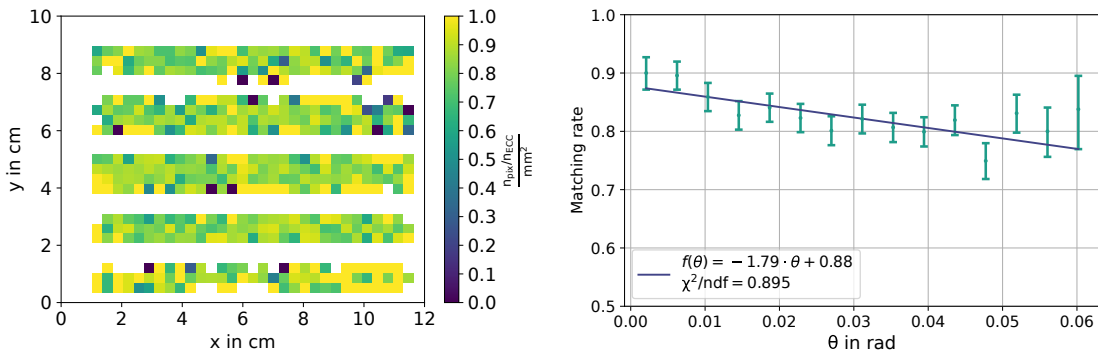 10
8
6
4
2
0
y in cm
0 2 4 6 8 10 12
x in cm
1.0
0.9
0.8
0.7
0.6
0.5
0.4
0.3
0.2
0.1
0.0
n_pix/n_ECC
mm²
1.0
0.9
0.8
0.7
0.6
0.5
Matching rate
f(θ) = −1.79 · θ + 0.88
χ²/ndf = 0.895
0.00 0.01 0.02 0.03 0.04 0.05 0.06
θ in rad